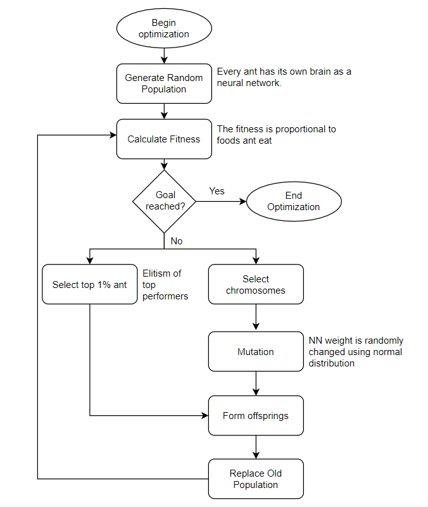 Begin
optimization
Generate Random
Population
Every ant has its own brain as a
neural network.
Calculate Fitness
The fitness is proportional to
foods ant eat
Goal
reached?
Yes
End
Optimization
No
Select top 1% ant
Elitism of
top
performers
Select
chromosomes
Mutation
NN weight is randomly
changed using normal
distribution
Form offsprings
Replace Old
Population